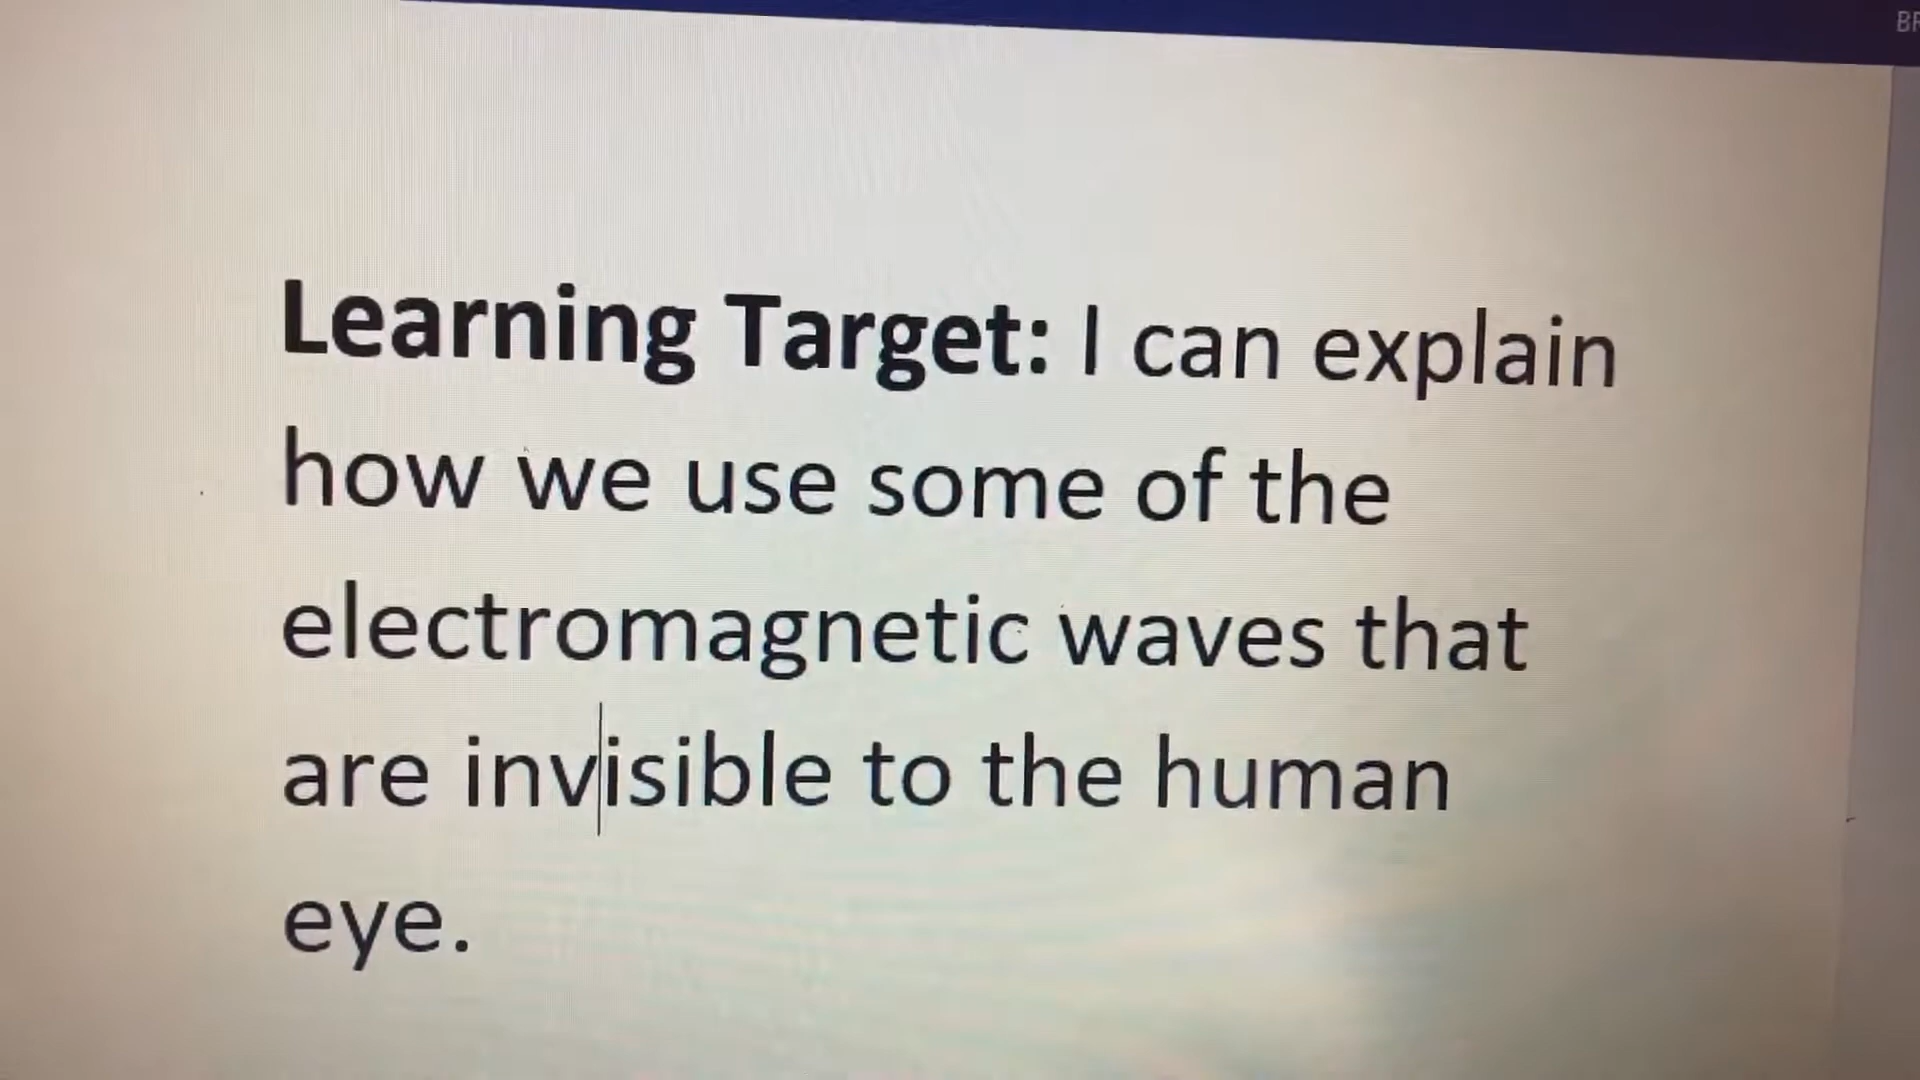 Learning Target: I can explain
how we use some of the
electromagnetic waves that
are invisible to the human
eye.